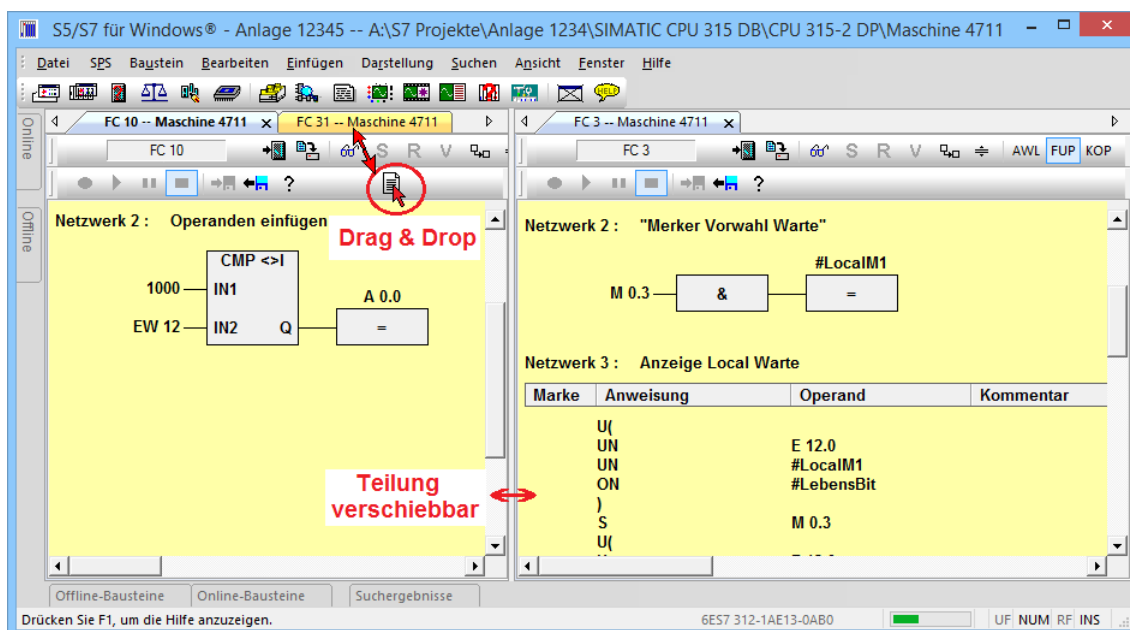 S5/S7 für Windows® - Anlage 12345 -- A:\S7 Projekte\Anlage 1234\SIMATIC CPU 315 DB\CPU 315-2 DP\Maschine 4711
Datei SPS Baustein Bearbeiten Einfügen Darstellung Suchen Ansicht Fenster Hilfe
HELP
Online
Offline
FC 10 -- Maschine 4711 x FC 31 -- Maschine 4711
FC 10 S R V
?
Netzwerk 2 : Operanden einfügen
Drag & Drop
CMP <>I
1000 IN1
A 0.0
EW 12 IN2 Q =
Teilung
verschiebbar
FC 3 -- Maschine 4711 x
FC 3 S R V AWL FUP KOP
?
Netzwerk 2 : "Merker Vorwahl Warte"
#LocalM1
M 0.3 & =
Netzwerk 3 : Anzeige Local Warte
Marke Anweisung Operand Kommentar
U(
UN E 12.0
UN #LocalM1
ON #LebensBit
)
S M 0.3
U(
Offline-Bausteine Online-Bausteine Suchergebnisse
Drücken Sie F1, um die Hilfe anzuzeigen. 6ES7 312-1AE13-0AB0 UF NUM RF INS